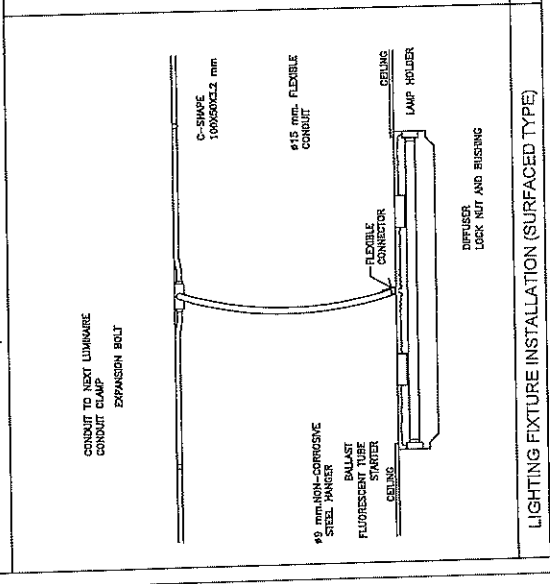 CONDUIT TO NEXT LUMINAIRE
CONDUIT CLAMP
EXPANSION BOLT
C-SHAPE
100X50X3.2 mm
ø15 mm. FLEXIBLE
CONDUIT
FLEXIBLE
CONNECTOR
ø9 mm.NON-CORROSIVE
STEEL HANGER
BALLAST
FLUORESCENT TUBE
STARTER
CEILING
CEILING
LAMP HOLDER
DIFFUSER
LOCK NUT AND BUSHING
LIGHTING FIXTURE INSTALLATION (SURFACED TYPE)